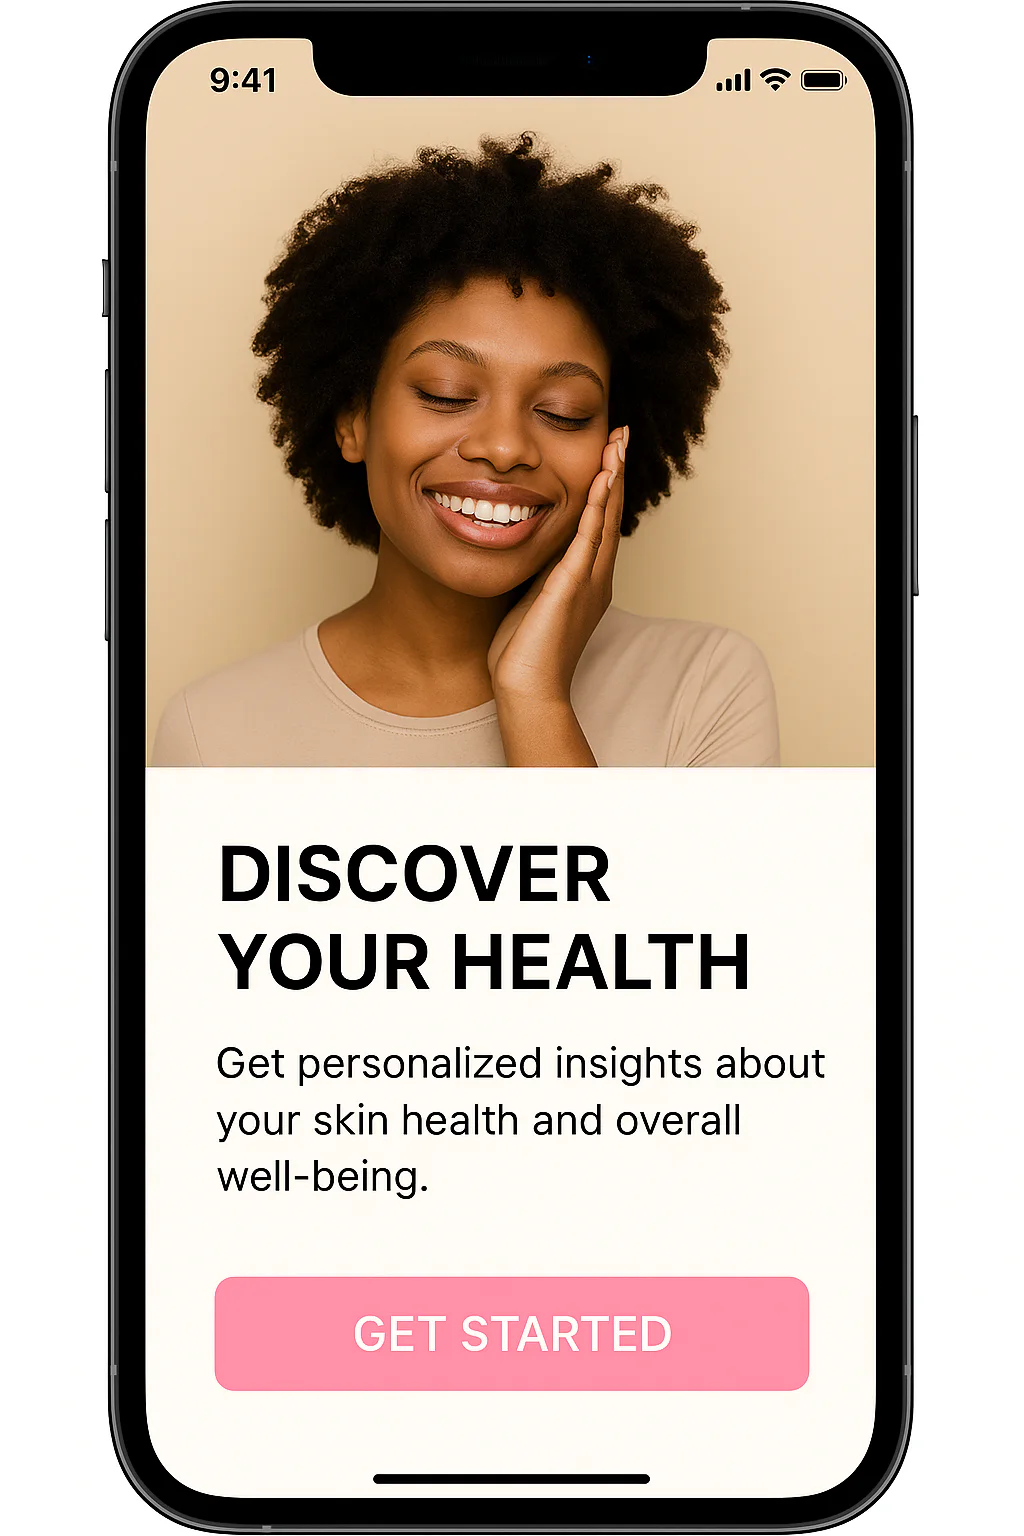 9:41
DISCOVER
YOUR HEALTH
Get personalized insights about
your skin health and overall
well-being.
GET STARTED